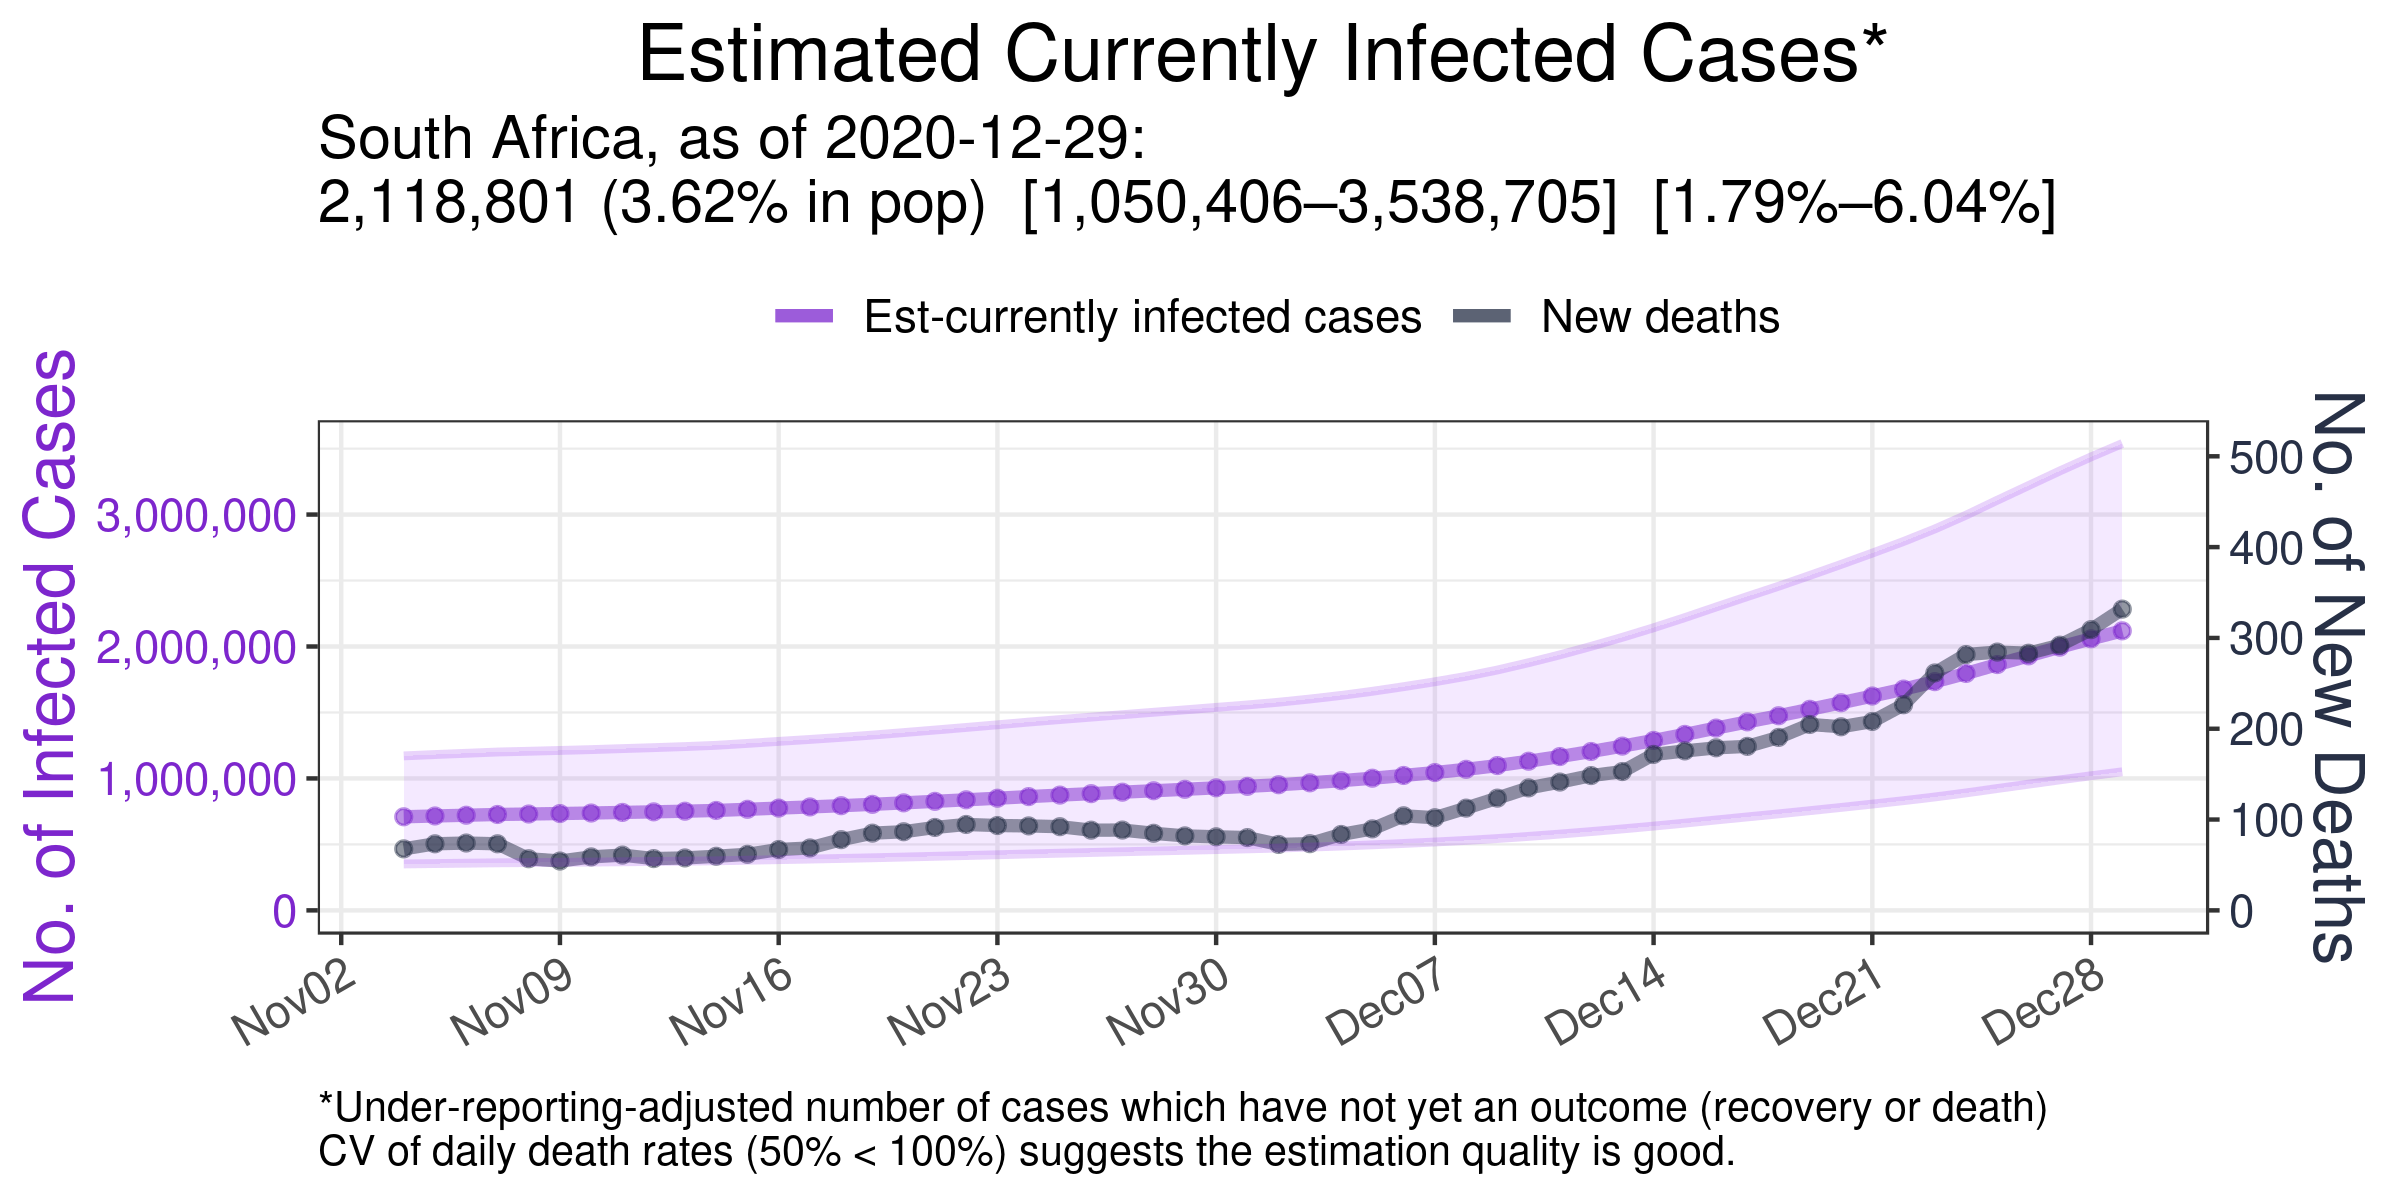 Estimated Currently Infected Cases*
South Africa, as of 2020-12-29:
2,118,801 (3.62% in pop) [1,050,406–3,538,705] [1.79%–6.04%]
Est-currently infected cases
New deaths
No. of Infected Cases
3,000,000
2,000,000
1,000,000
0
500
400
300
200
100
0
No. of New Deaths
Nov02
Nov09
Nov16
Nov23
Nov30
Dec07
Dec14
Dec21
Dec28
*Under-reporting-adjusted number of cases which have not yet an outcome (recovery or death)
CV of daily death rates (50% < 100%) suggests the estimation quality is good.